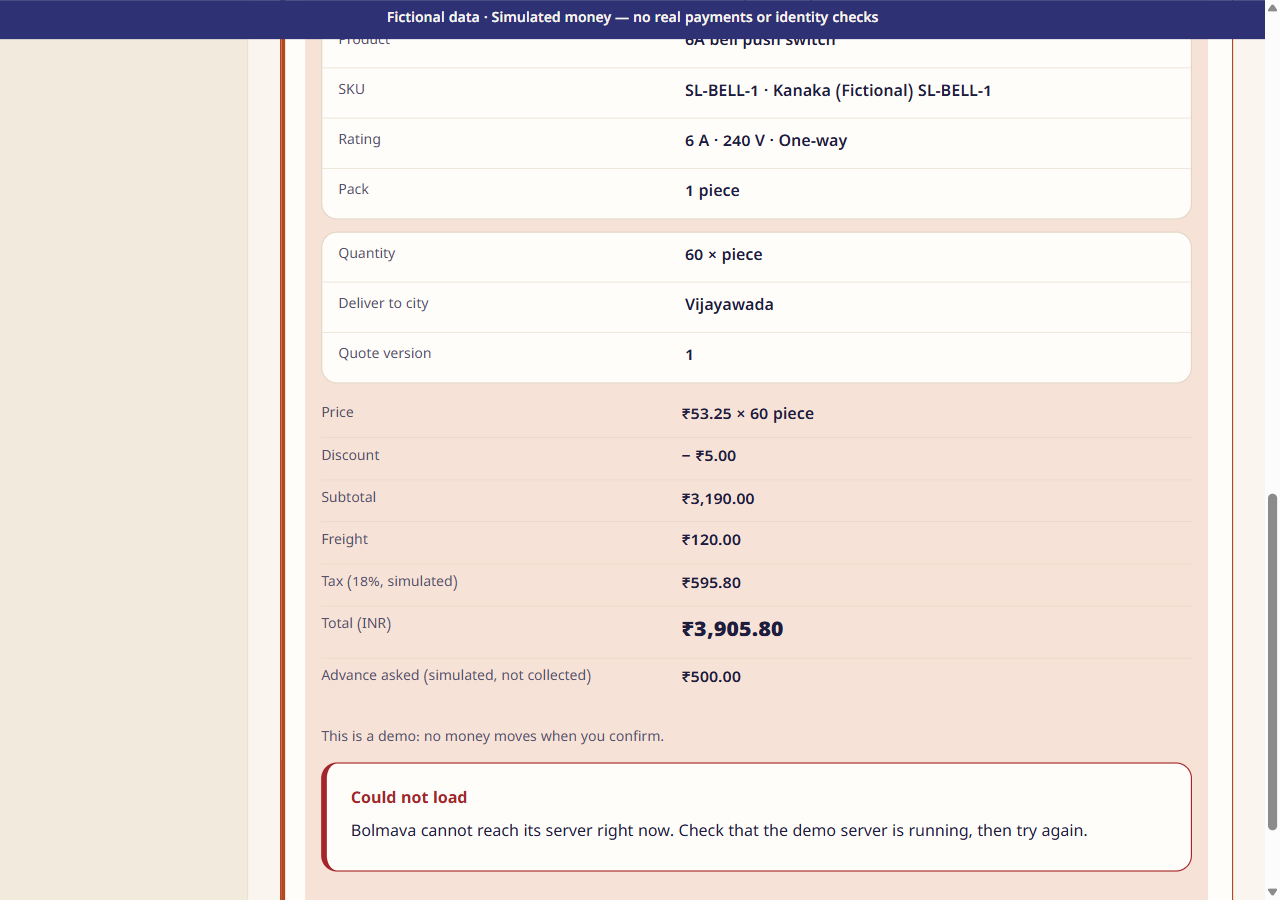 Fictional data · Simulated money — no real payments or identity checks
Product 6A bell push switch
SKU SL-BELL-1 · Kanaka (Fictional) SL-BELL-1
Rating 6 A · 240 V · One-way
Pack 1 piece
Quantity 60 × piece
Deliver to city Vijayawada
Quote version 1
Price ₹53.25 × 60 piece
Discount − ₹5.00
Subtotal ₹3,190.00
Freight ₹120.00
Tax (18%, simulated) ₹595.80
Total (INR) ₹3,905.80
Advance asked (simulated, not collected) ₹500.00
This is a demo: no money moves when you confirm.
Could not load
Bolmava cannot reach its server right now. Check that the demo server is running, then try again.